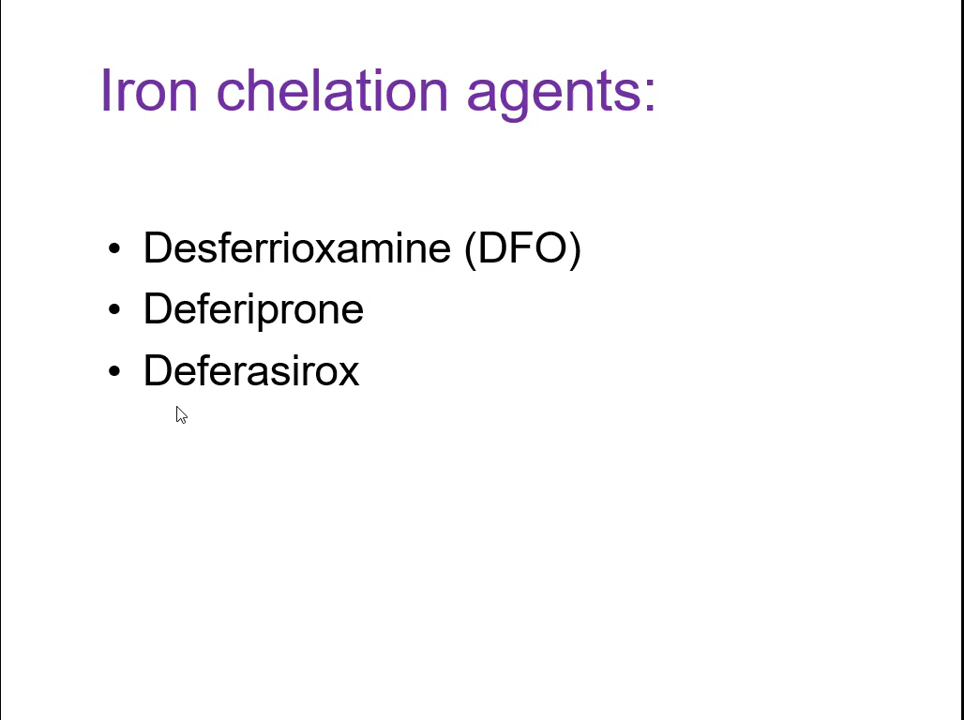 Iron chelation agents:
• Desferrioxamine (DFO)
• Deferiprone
• Deferasirox